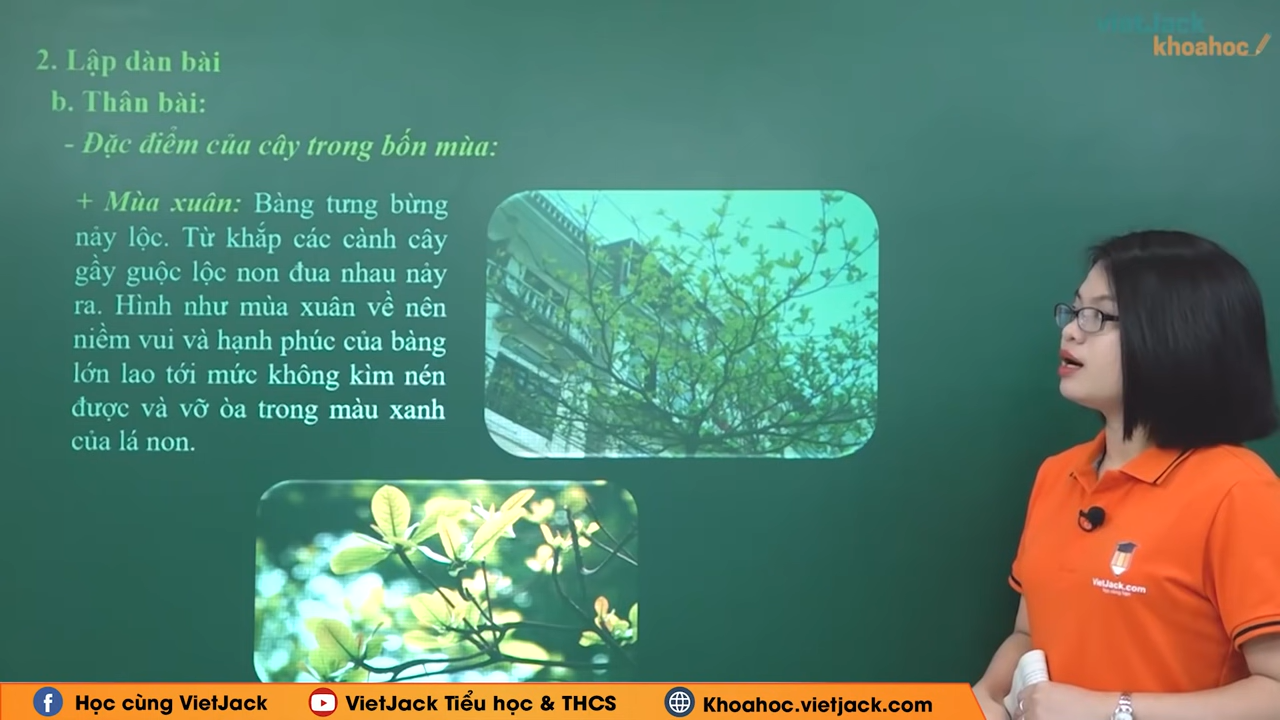 vietJack
khoahoc
2. Lập dàn bài
b. Thân bài:
- Đặc điểm của cây trong bốn mùa:
+ Mùa xuân: Bàng tưng bừng
nảy lộc. Từ khắp các cành cây
gầy guộc lộc non đua nhau nảy
ra. Hình như mùa xuân về nên
niềm vui và hạnh phúc của bàng
lớn lao tới mức không kìm nén
được và vỡ òa trong màu xanh
của lá non.
VietJack.com
Học cùng VietJack
VietJack Tiểu học & THCS
Khoahoc.vietjack.com